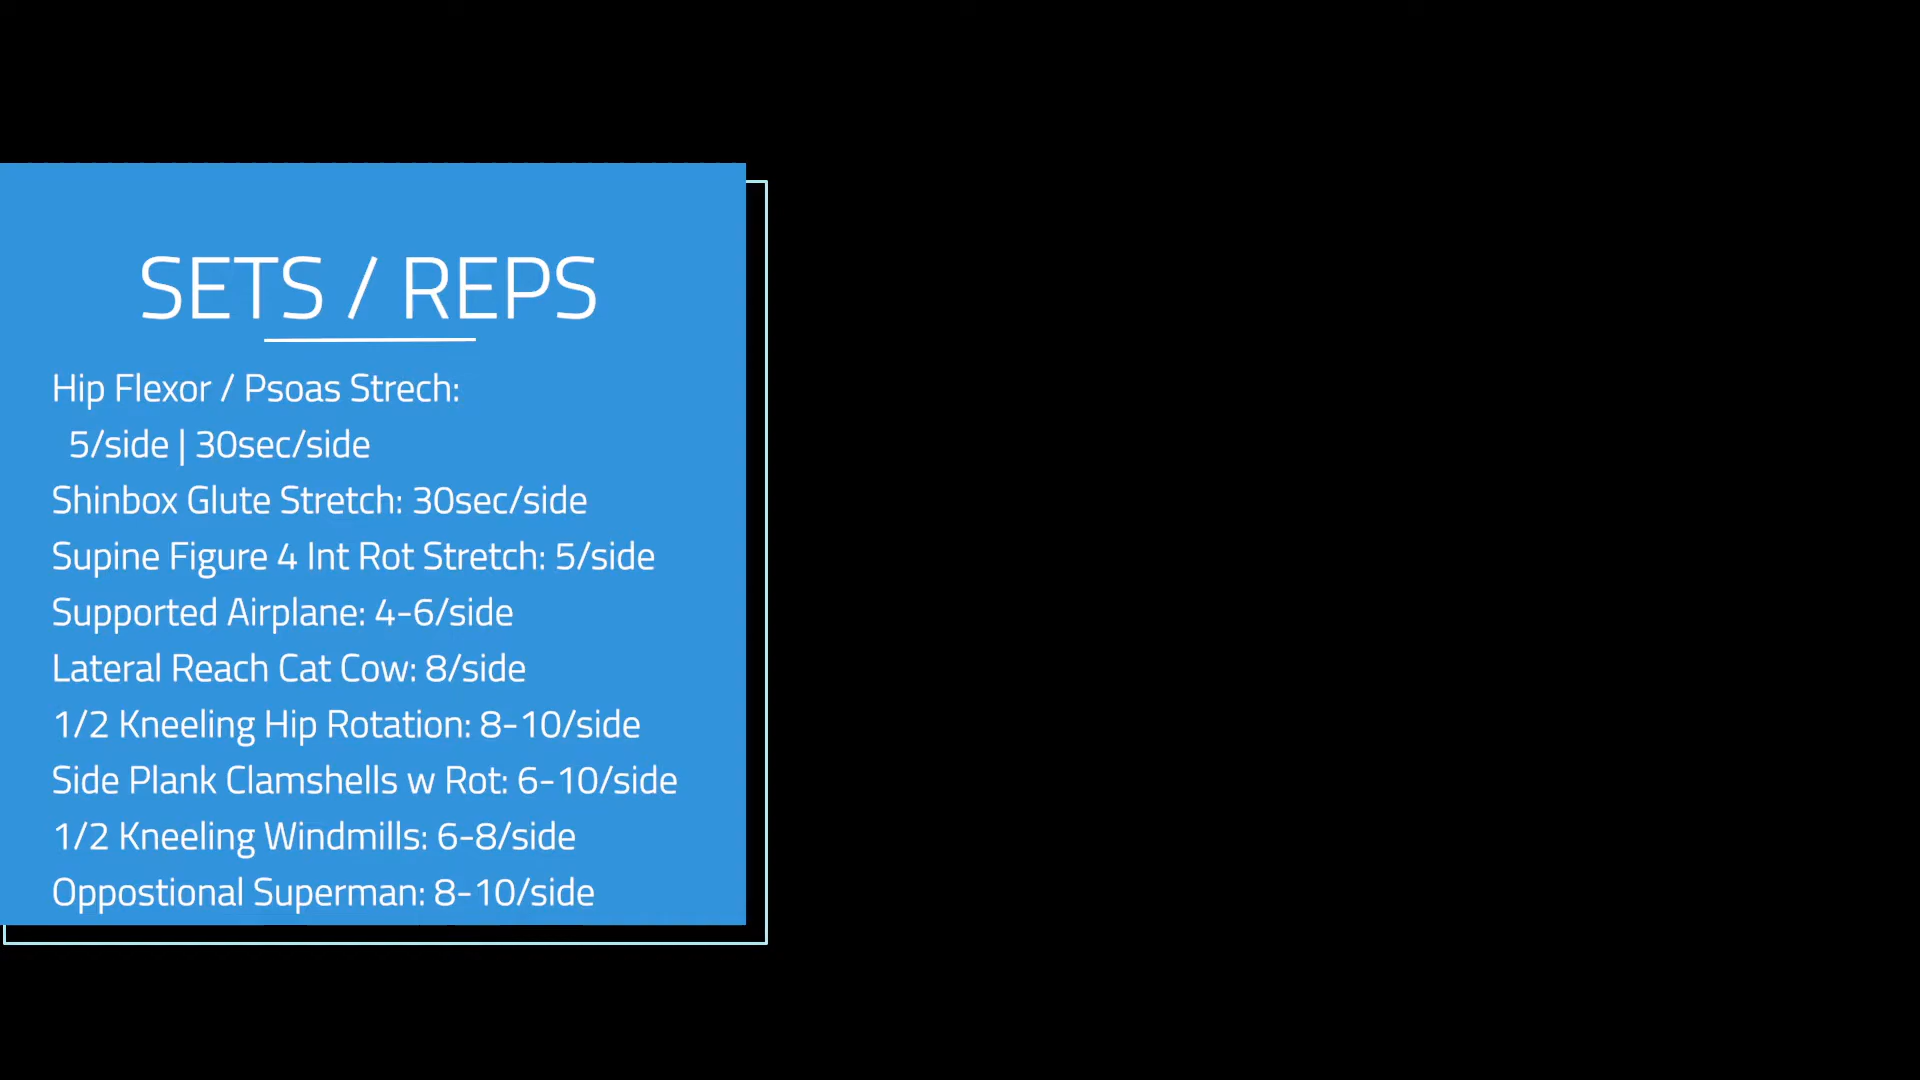 SETS / REPS
Hip Flexor / Psoas Strech:
5/side | 30sec/side
Shinbox Glute Stretch: 30sec/side
Supine Figure 4 Int Rot Stretch: 5/side
Supported Airplane: 4-6/side
Lateral Reach Cat Cow: 8/side
1/2 Kneeling Hip Rotation: 8-10/side
Side Plank Clamshells w Rot: 6-10/side
1/2 Kneeling Windmills: 6-8/side
Oppostional Superman: 8-10/side